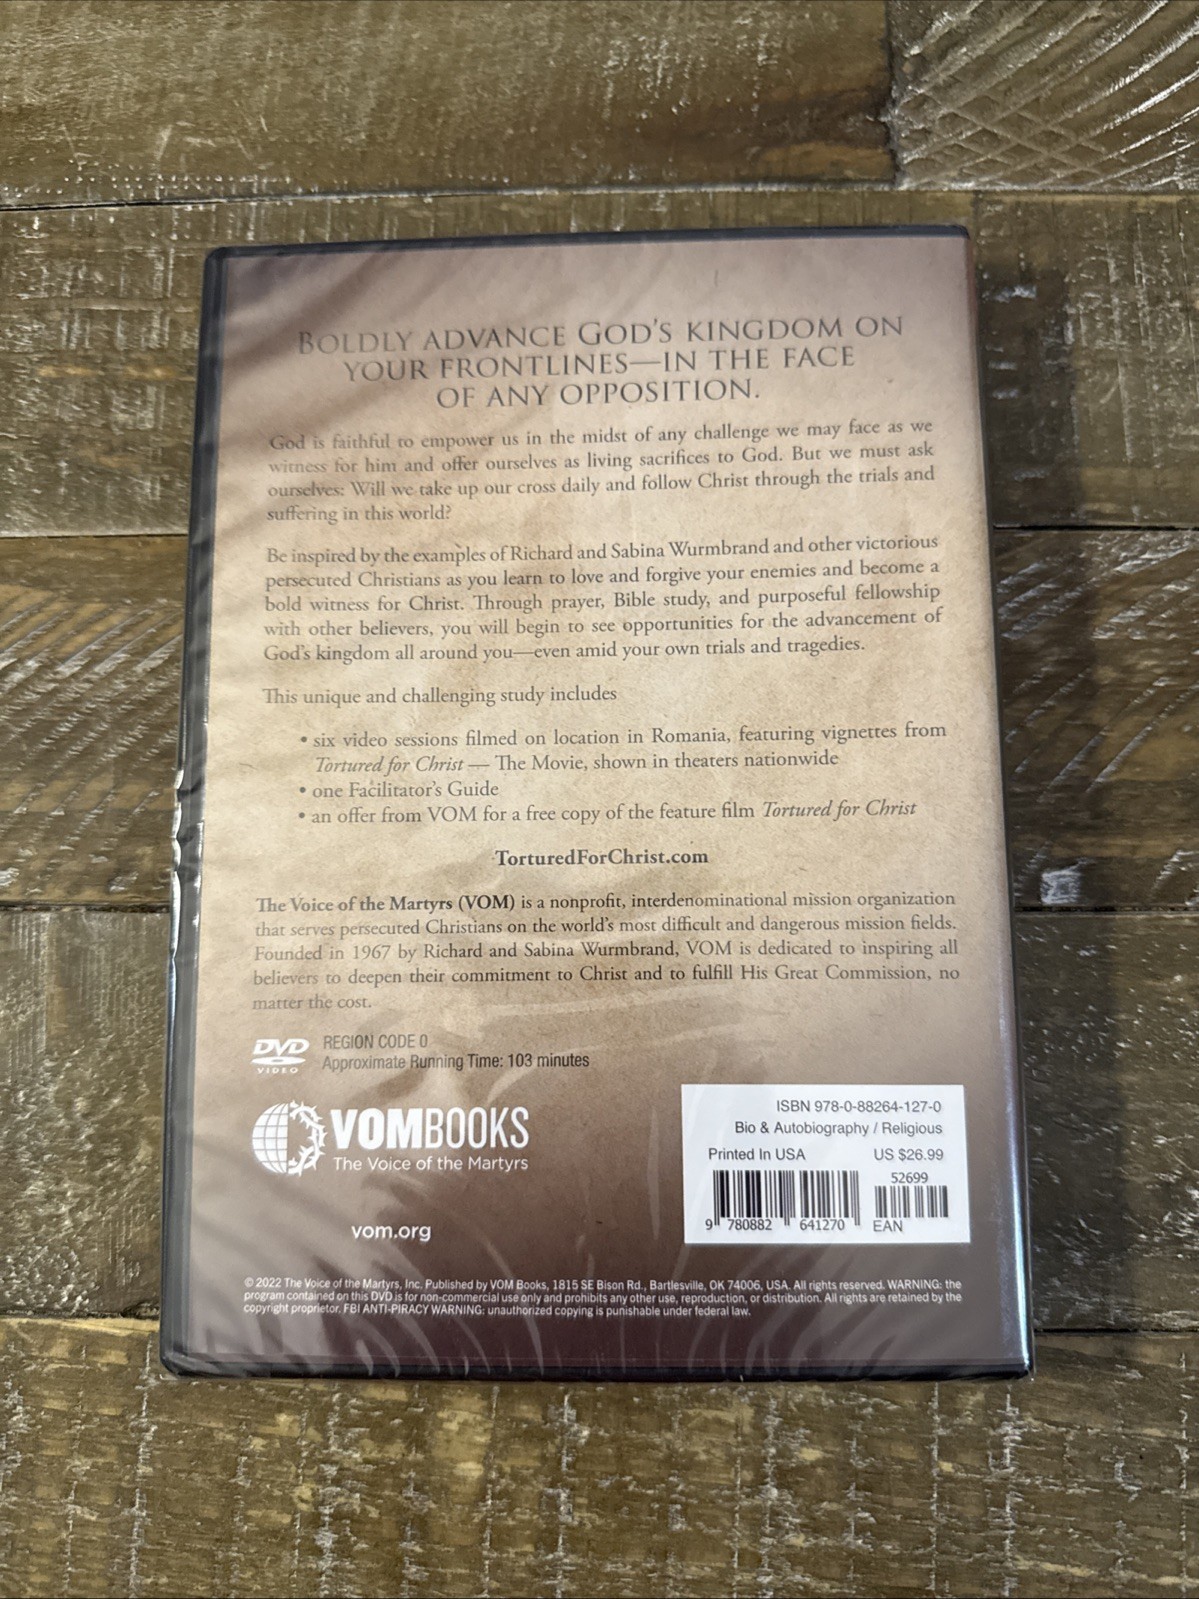 BOLDLY ADVANCE GOD'S KINGDOM ON
YOUR FRONTLINES—IN THE FACE
OF ANY OPPOSITION.
God is faithful to empower us in the midst of any challenge we may face as we
witness for him and offer ourselves as living sacrifices to God. But we must ask
ourselves: Will we take up our cross daily and follow Christ through the trials and
suffering in this world?
Be inspired by the examples of Richard and Sabina Wurmbrand and other victorious
persecuted Christians as you learn to love and forgive your enemies and become a
bold witness for Christ. Through prayer, Bible study, and purposeful fellowship
with other believers, you will begin to see opportunities for the advancement of
God's kingdom all around you—even amid your own trials and tragedies.
This unique and challenging study includes
• six video sessions filmed on location in Romania, featuring vignettes from
Tortured for Christ — The Movie, shown in theaters nationwide
• one Facilitator's Guide
• an offer from VOM for a free copy of the feature film Tortured for Christ
TorturedForChrist.com
The Voice of the Martyrs (VOM) is a nonprofit, interdenominational mission organization
that serves persecuted Christians on the world's most difficult and dangerous mission fields.
Founded in 1967 by Richard and Sabina Wurmbrand, VOM is dedicated to inspiring all
believers to deepen their commitment to Christ and to fulfill His Great Commission, no
matter the cost.
DVD
VIDEO
REGION CODE 0
Approximate Running Time: 103 minutes
VOMBOOKS
The Voice of the Martyrs
vom.org
ISBN 978-0-88264-127-0
Bio & Autobiography / Religious
Printed In USA US $26.99
52699
9 780882 641270 EAN
© 2022 The Voice of the Martyrs, Inc. Published by VOM Books, 1815 SE Bison Rd., Bartlesville, OK 74006, USA. All rights reserved. WARNING: the
program contained on this DVD is for non-commercial use only and prohibits any other use, reproduction, or distribution. All rights are retained by the
copyright proprietor. FBI ANTI-PIRACY WARNING: unauthorized copying is punishable under federal law.